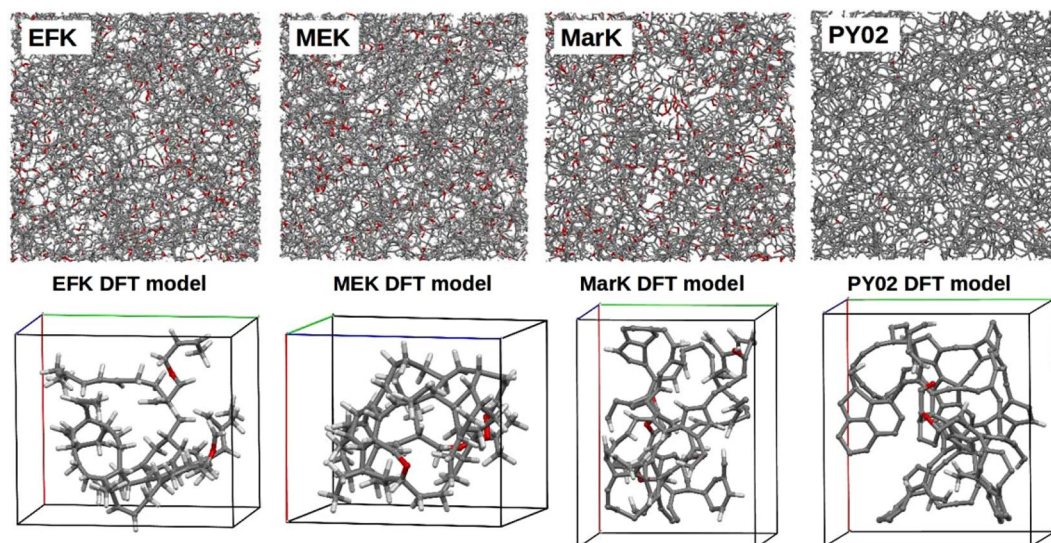 EFK
MEK
MarK
PY02
EFK DFT model
MEK DFT model
MarK DFT model
PY02 DFT model